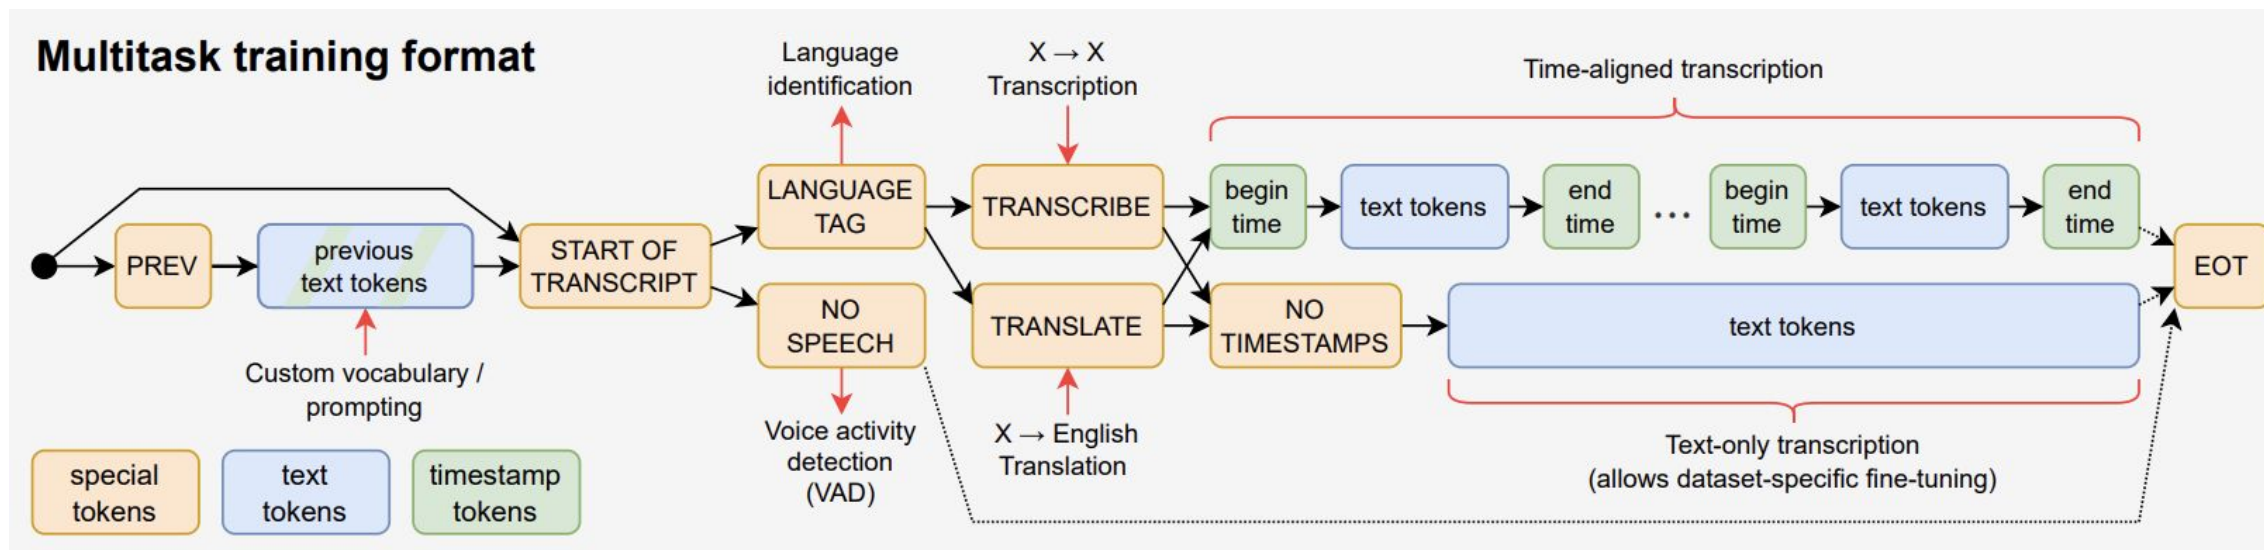 Multitask training format
Language
identification
X → X
Transcription
Time-aligned transcription
PREV
previous
text tokens
START OF
TRANSCRIPT
LANGUAGE
TAG
NO
SPEECH
TRANSCRIBE
TRANSLATE
begin
time
text tokens
end
time
...
begin
time
text tokens
end
time
NO
TIMESTAMPS
text tokens
EOT
Custom vocabulary /
prompting
Voice activity
detection
(VAD)
X → English
Translation
Text-only transcription
(allows dataset-specific fine-tuning)
special
tokens
text
tokens
timestamp
tokens